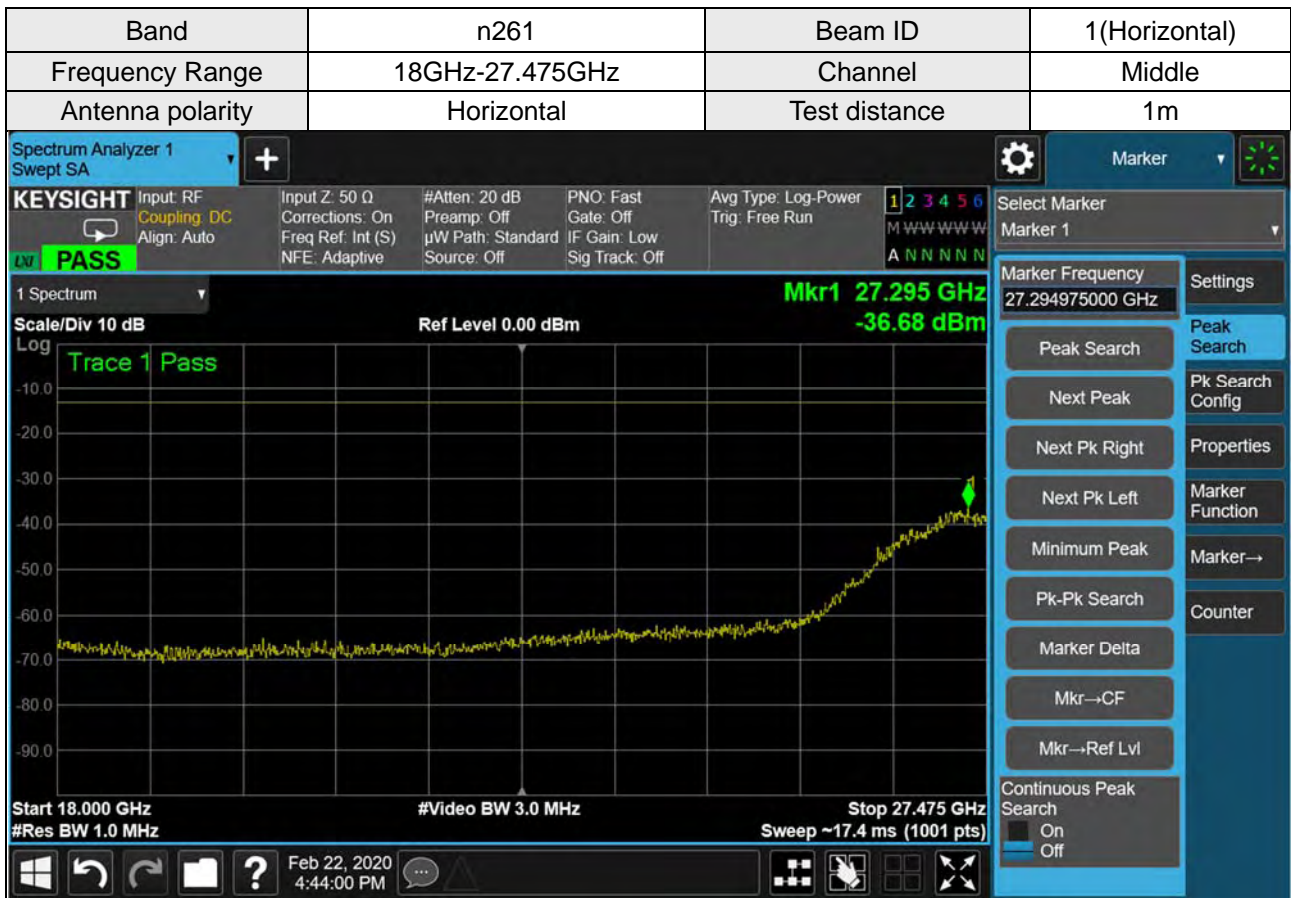 Band n261 Beam ID 1(Horizontal)
Frequency Range 18GHz-27.475GHz Channel Middle
Antenna polarity Horizontal Test distance 1m
Spectrum Analyzer 1
Swept SA
+
Marker
KEYSIGHT
LXI PASS
Input: RF
Coupling: DC
Align: Auto
Input Z: 50 Ω
Corrections: On
Freq Ref: Int (S)
NFE: Adaptive
#Atten: 20 dB
Preamp: Off
µW Path: Standard
Source: Off
PNO: Fast
Gate: Off
IF Gain: Low
Sig Track: Off
Avg Type: Log-Power
Trig: Free Run
1 2 3 4 5 6
M W W W W W
A N N N N N
Select Marker
Marker 1
1 Spectrum
Mkr1 27.295 GHz
-36.68 dBm
Scale/Div 10 dB
Ref Level 0.00 dBm
Log
Trace 1 Pass
-10.0
-20.0
-30.0
-40.0
-50.0
-60.0
-70.0
-80.0
-90.0
1
Start 18.000 GHz
#Res BW 1.0 MHz
#Video BW 3.0 MHz
Stop 27.475 GHz
Sweep ~17.4 ms (1001 pts)
Marker Frequency
27.294975000 GHz
Peak Search
Next Peak
Next Pk Right
Next Pk Left
Minimum Peak
Pk-Pk Search
Marker Delta
Mkr→CF
Mkr→Ref Lvl
Continuous Peak
Search
On
Off
Settings
Peak
Search
Pk Search
Config
Properties
Marker
Function
Marker→
Counter
?
Feb 22, 2020
4:44:00 PM